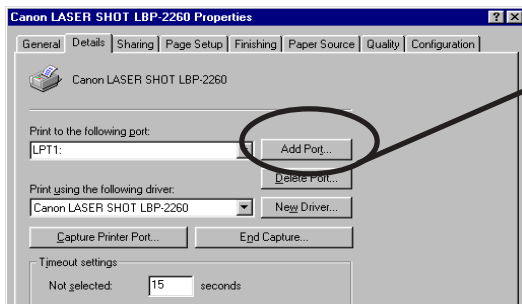 Canon LASER SHOT LBP-2260 Properties
General Details Sharing Page Setup Finishing Paper Source Quality Configuration
Canon LASER SHOT LBP-2260
Print to the following port:
LPT1: Add Port...
Delete Port...
Print using the following driver:
Canon LASER SHOT LBP-2260 New Driver...
Capture Printer Port... End Capture...
Timeout settings
Not selected: 15 seconds